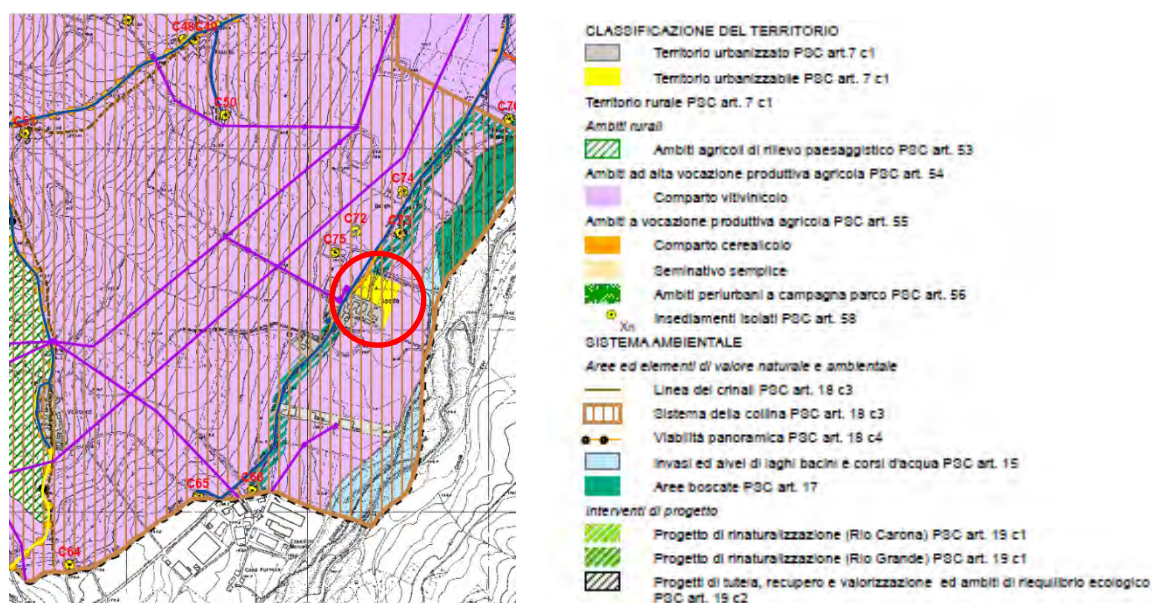 C48C49
C50
C53
C74
C72
C73
C75
C65
C66
C64
CLASSIFICAZIONE DEL TERRITORIO
Territorio urbanizzato PSC art.7 c1
Territorio urbanizzabile PSC art. 7 c1
Territorio rurale PSC art. 7 c1
Ambiti rurali
Ambiti agricoli di rilievo paesaggistico PSC art. 53
Ambiti ad alta vocazione produttiva agricola PSC art. 54
Comparto vitivinicolo
Ambiti a vocazione produttiva agricola PSC art. 55
Comparto cerealicolo
Seminativo semplice
Ambiti periurbani a campagna parco PSC art. 56
Xn
Insediamenti isolati PSC art. 58
SISTEMA AMBIENTALE
Aree ed elementi di valore naturale e ambientale
Linea dei crinali PSC art. 18 c3
Sistema della collina PSC art. 18 c3
Viabilità panoramica PSC art. 18 c4
Invasi ed alvei di laghi bacini e corsi d'acqua PSC art. 15
Aree boscate PSC art. 17
Interventi di progetto
Progetto di rinaturalizzazione (Rio Carona) PSC art. 19 c1
Progetto di rinaturalizzazione (Rio Grande) PSC art. 19 c1
Progetti di tutela, recupero e valorizzazione ed ambiti di riequilibrio ecologico
PSC art. 19 c2